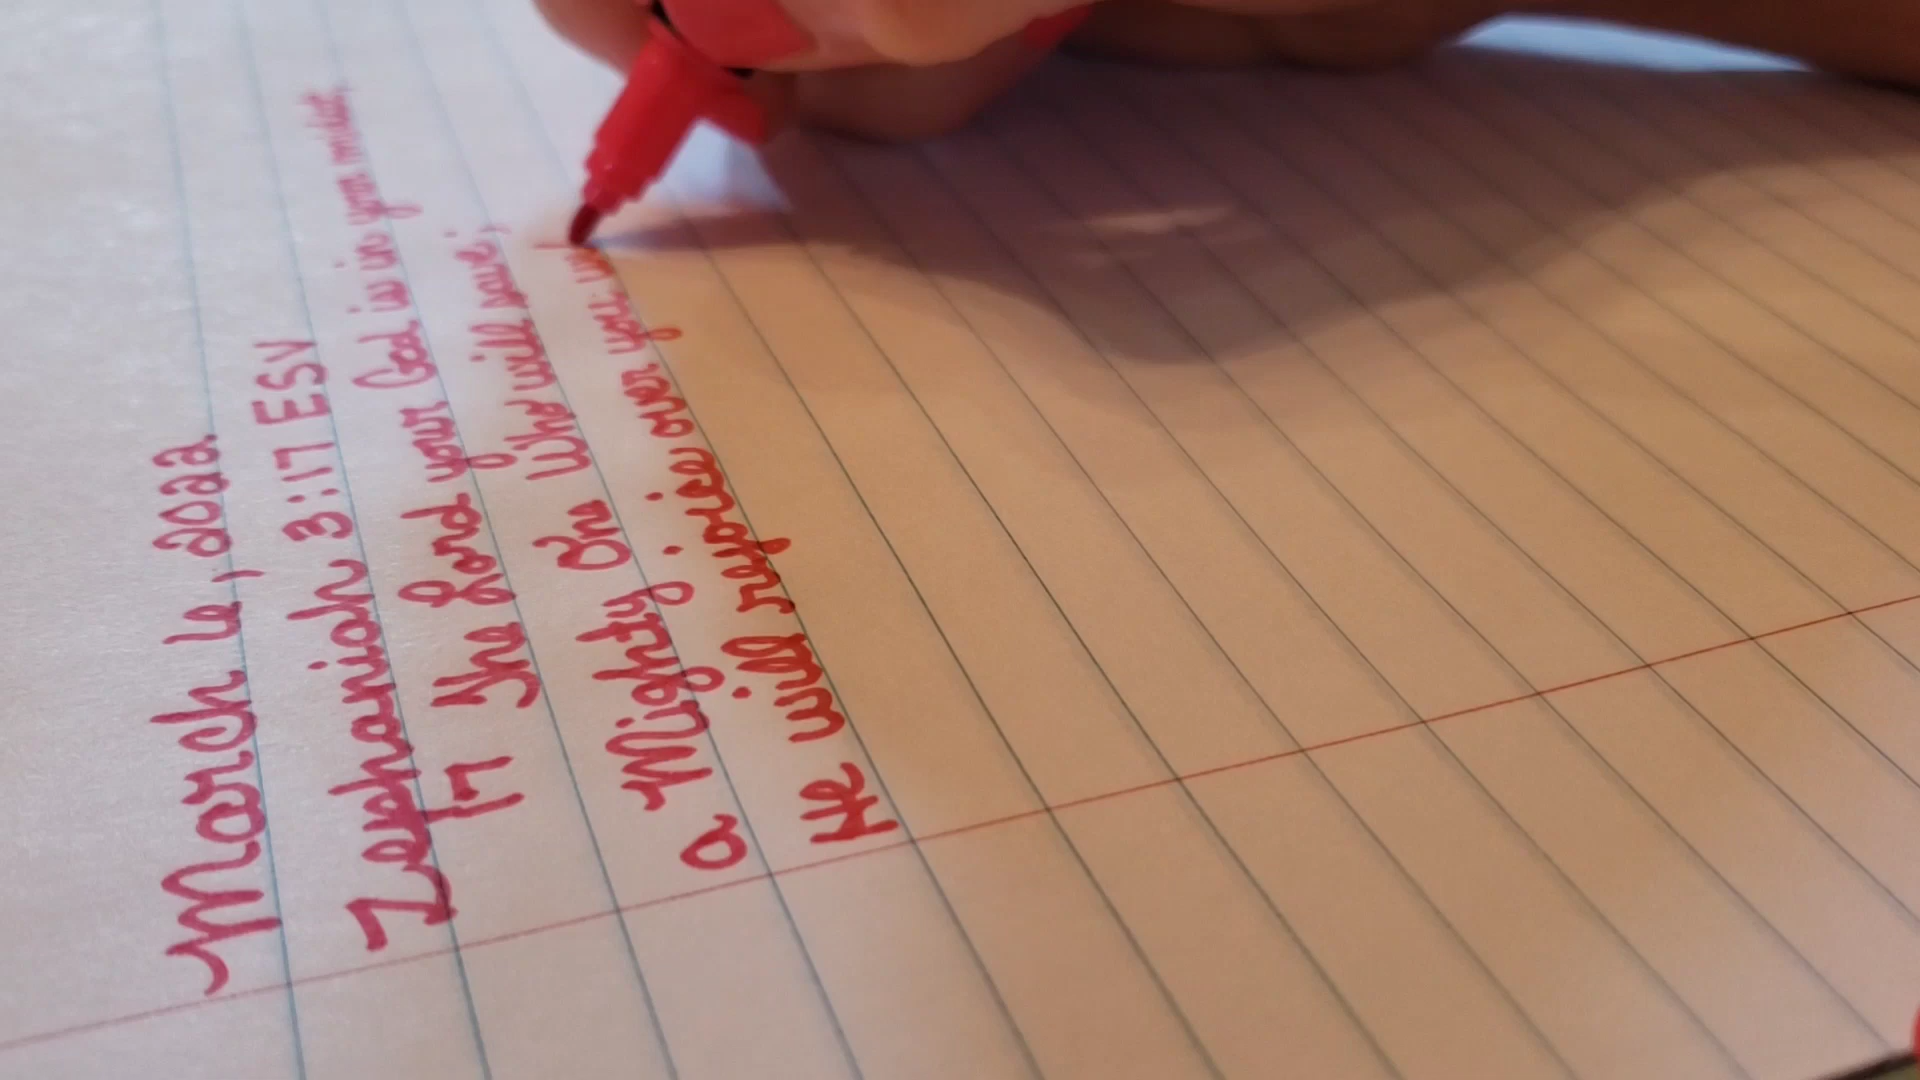 March 6, 2022
Zephaniah 3:17 ESV
17 The Lord your God is in your midst,
a Mighty One Who will save;
He will rejoice over you